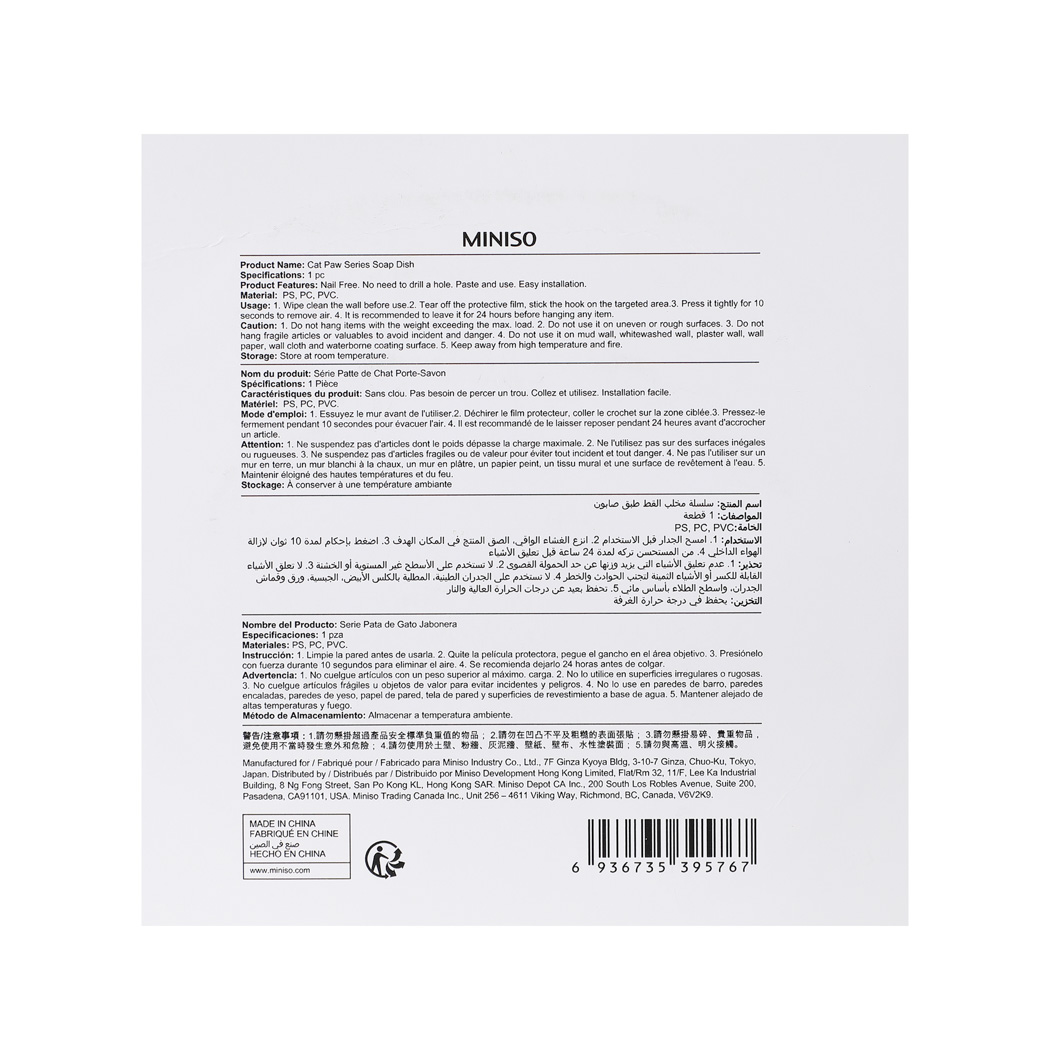 MINISO
Product Name: Cat Paw Series Soap Dish
Specifications: 1 pc
Product Features: Nail Free. No need to drill a hole. Paste and use. Easy installation.
Material: PS, PC, PVC.
Usage: 1. Wipe clean the wall before use.2. Tear off the protective film, stick the hook on the targeted area.3. Press it tightly for 10
seconds to remove air. 4. It is recommended to leave it for 24 hours before hanging any item.
Caution: 1. Do not hang items with the weight exceeding the max. load. 2. Do not use it on uneven or rough surfaces. 3. Do not
hang fragile articles or valuables to avoid incident and danger. 4. Do not use it on mud wall, whitewashed wall, plaster wall, wall
paper, wall cloth and waterborne coating surface. 5. Keep away from high temperature and fire.
Storage: Store at room temperature.
Nom du produit: Série Patte de Chat Porte-Savon
Spécifications: 1 Pièce
Caractéristiques du produit: Sans clou. Pas besoin de percer un trou. Collez et utilisez. Installation facile.
Matériel: PS, PC, PVC.
Mode d'emploi: 1. Essuyez le mur avant de l'utiliser.2. Déchirer le film protecteur, coller le crochet sur la zone ciblée.3. Pressez-le
fermement pendant 10 secondes pour évacuer l'air. 4. Il est recommandé de le laisser reposer pendant 24 heures avant d'accrocher
un article.
Attention: 1. Ne suspendez pas d'articles dont le poids dépasse la charge maximale. 2. Ne l'utilisez pas sur des surfaces inégales
ou rugueuses. 3. Ne suspendez pas d'articles fragiles ou de valeur pour éviter tout incident et tout danger. 4. Ne pas l'utiliser sur un
mur en terre, un mur blanchi à la chaux, un mur en plâtre, un papier peint, un tissu mural et une surface de revêtement à l'eau. 5.
Maintenir éloigné des hautes températures et du feu.
Stockage: À conserver à une température ambiante
اسم المنتج: سلسلة مخلب القط طبق صابون
المواصفات: 1 قطعة
الخامة:PS, PC, PVC
الاستخدام: 1. امسح الجدار قبل الاستخدام 2. انزع الغشاء الواقي، الصق المنتج في المكان الهدف 3. اضغط بإحكام لمدة 10 ثوان لإزالة
الهواء الداخلي 4. من المستحسن تركه لمدة 24 ساعة قبل تعليق الأشياء
تحذير: 1. عدم تعليق الأشياء التي يزيد وزنها عن حد الحمولة القصوى 2. لا تستخدم على الأسطح غير المستوية أو الخشنة 3. لا تعلق الأشياء
القابلة للكسر أو الأشياء الثمينة لتجنب الحوادث والخطر 4. لا تستخدم على الجدران الطينية، المطلية بالكلس الأبيض، الجبسية، ورق وقماش
الجدران، واسطح الطلاء بأساس مائي 5. تحفظ بعيد عن درجات الحرارة العالية والنار
التخزين: يحفظ في درجة حرارة الغرفة
Nombre del Producto: Serie Pata de Gato Jabonera
Especificaciones: 1 pza
Materiales: PS, PC, PVC.
Instrucción: 1. Limpie la pared antes de usarla. 2. Quite la película protectora, pegue el gancho en el área objetivo. 3. Presiónelo
con fuerza durante 10 segundos para eliminar el aire. 4. Se recomienda dejarlo 24 horas antes de colgar.
Advertencia: 1. No cuelgue artículos con un peso superior al máximo. carga. 2. No lo utilice en superficies irregulares o rugosas.
3. No cuelgue artículos frágiles u objetos de valor para evitar incidentes y peligros. 4. No lo use en paredes de barro, paredes
encaladas, paredes de yeso, papel de pared, tela de pared y superficies de revestimiento a base de agua. 5. Mantener alejado de
altas temperaturas y fuego.
Método de Almacenamiento: Almacenar a temperatura ambiente.
警告/注意事項：1.請勿懸掛超過產品安全標準負重值的物品；2.請勿在凹凸不平及粗糙的表面張貼；3.請勿懸掛易碎、貴重物品，
避免使用不當時發生意外和危險；4.請勿使用於土壁、粉牆、灰泥牆、壁紙、壁布、水性塗裝面；5.請勿與高溫、明火接觸。
Manufactured for / Fabriqué pour / Fabricado para Miniso Industry Co., Ltd., 7F Ginza Kyoya Bldg, 3-10-7 Ginza, Chuo-Ku, Tokyo,
Japan. Distributed by / Distribués par / Distribuido por Miniso Development Hong Kong Limited, Flat/Rm 32, 11/F, Lee Ka Industrial
Building, 8 Ng Fong Street, San Po Kong KL, Hong Kong SAR. Miniso Depot CA Inc., 200 South Los Robles Avenue, Suite 200,
Pasadena, CA91101, USA. Miniso Trading Canada Inc., Unit 256 – 4611 Viking Way, Richmond, BC, Canada, V6V2K9.
MADE IN CHINA
FABRIQUÉ EN CHINE
صنع في الصين
HECHO EN CHINA
www.miniso.com
6 936735 395767